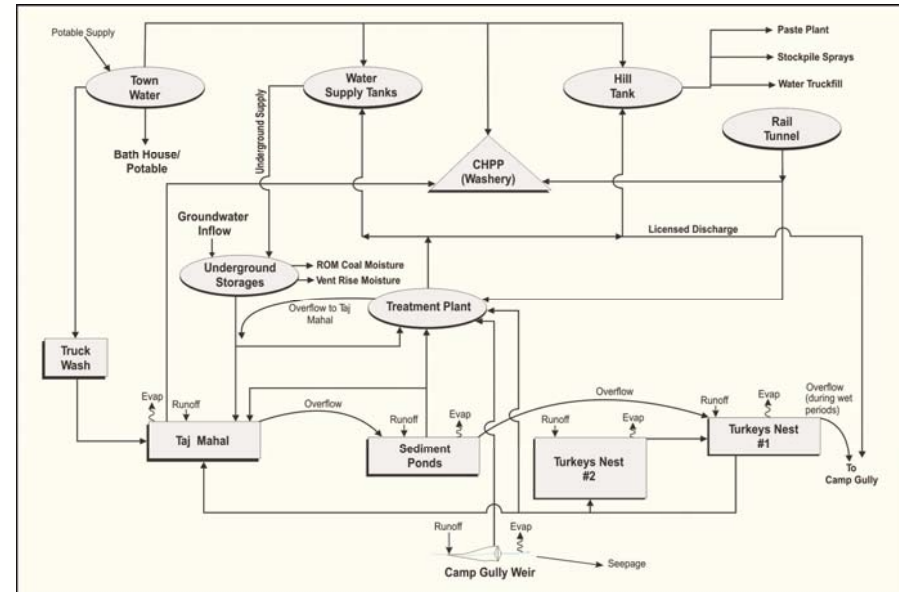 Potable Supply
Town
Water
Bath House/
Potable
Water
Supply Tanks
Underground Supply
Hill
Tank
Paste Plant
Stockpile Sprays
Water Truckfill
Rail
Tunnel
CHPP
(Washery)
Groundwater
Inflow
Licensed Discharge
Underground
Storages
ROM Coal Moisture
Vent Rise Moisture
Overflow to Taj
Mahal
Treatment Plant
Truck
Wash
Evap
Runoff
Taj Mahal
Overflow
Runoff
Evap
Sediment
Ponds
Overflow
Runoff
Evap
Turkeys Nest
#2
Runoff
Evap
Overflow
(during wet
periods)
Turkeys Nest
#1
To
Camp Gully
Runoff
Evap
Seepage
Camp Gully Weir